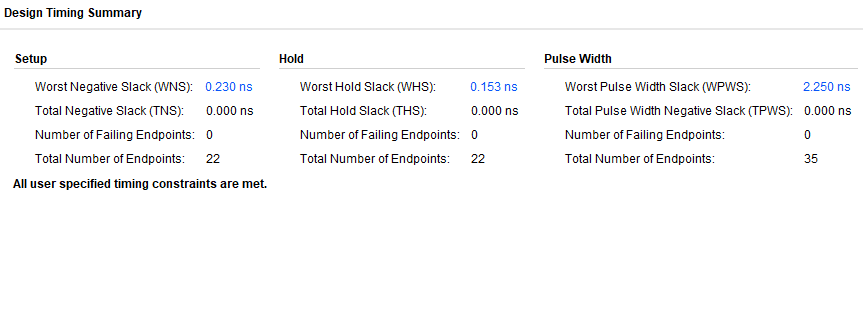 Design Timing Summary
Setup Hold Pulse Width
Worst Negative Slack (WNS): 0.230 ns Worst Hold Slack (WHS): 0.153 ns Worst Pulse Width Slack (WPWS): 2.250 ns
Total Negative Slack (TNS): 0.000 ns Total Hold Slack (THS): 0.000 ns Total Pulse Width Negative Slack (TPWS): 0.000 ns
Number of Failing Endpoints: 0 Number of Failing Endpoints: 0 Number of Failing Endpoints: 0
Total Number of Endpoints: 22 Total Number of Endpoints: 22 Total Number of Endpoints: 35
All user specified timing constraints are met.